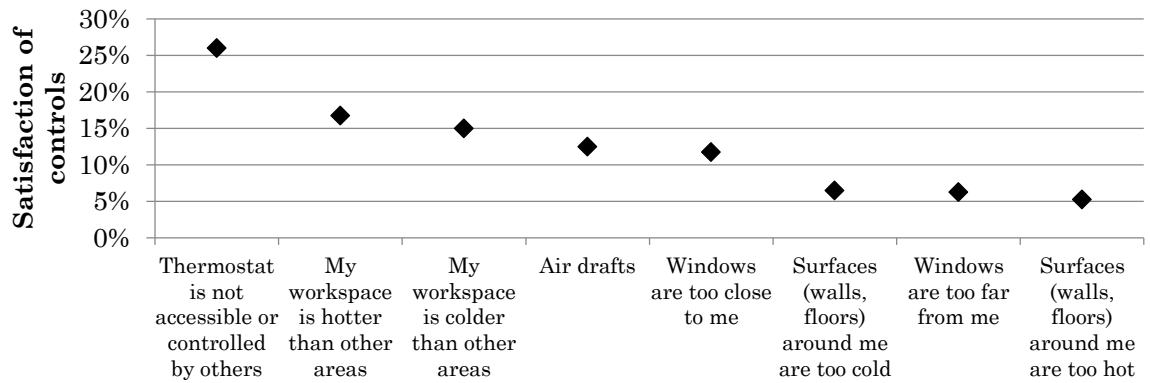 Satisfaction of
controls
30%
25%
20%
15%
10%
5%
0%
Thermostat
is not
accessible or
controlled
by others
My
workspace
is hotter
than other
areas
My
workspace
is colder
than other
areas
Air drafts
Windows
are too close
to me
Surfaces
(walls,
floors)
around me
are too cold
Windows
are too far
from me
Surfaces
(walls,
floors)
around me
are too hot